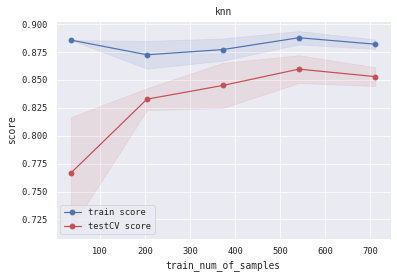 knn
0.900
0.875
0.850
0.825
0.800
0.775
0.750
0.725
score
train score
testCV score
100 200 300 400 500 600 700
train_num_of_samples